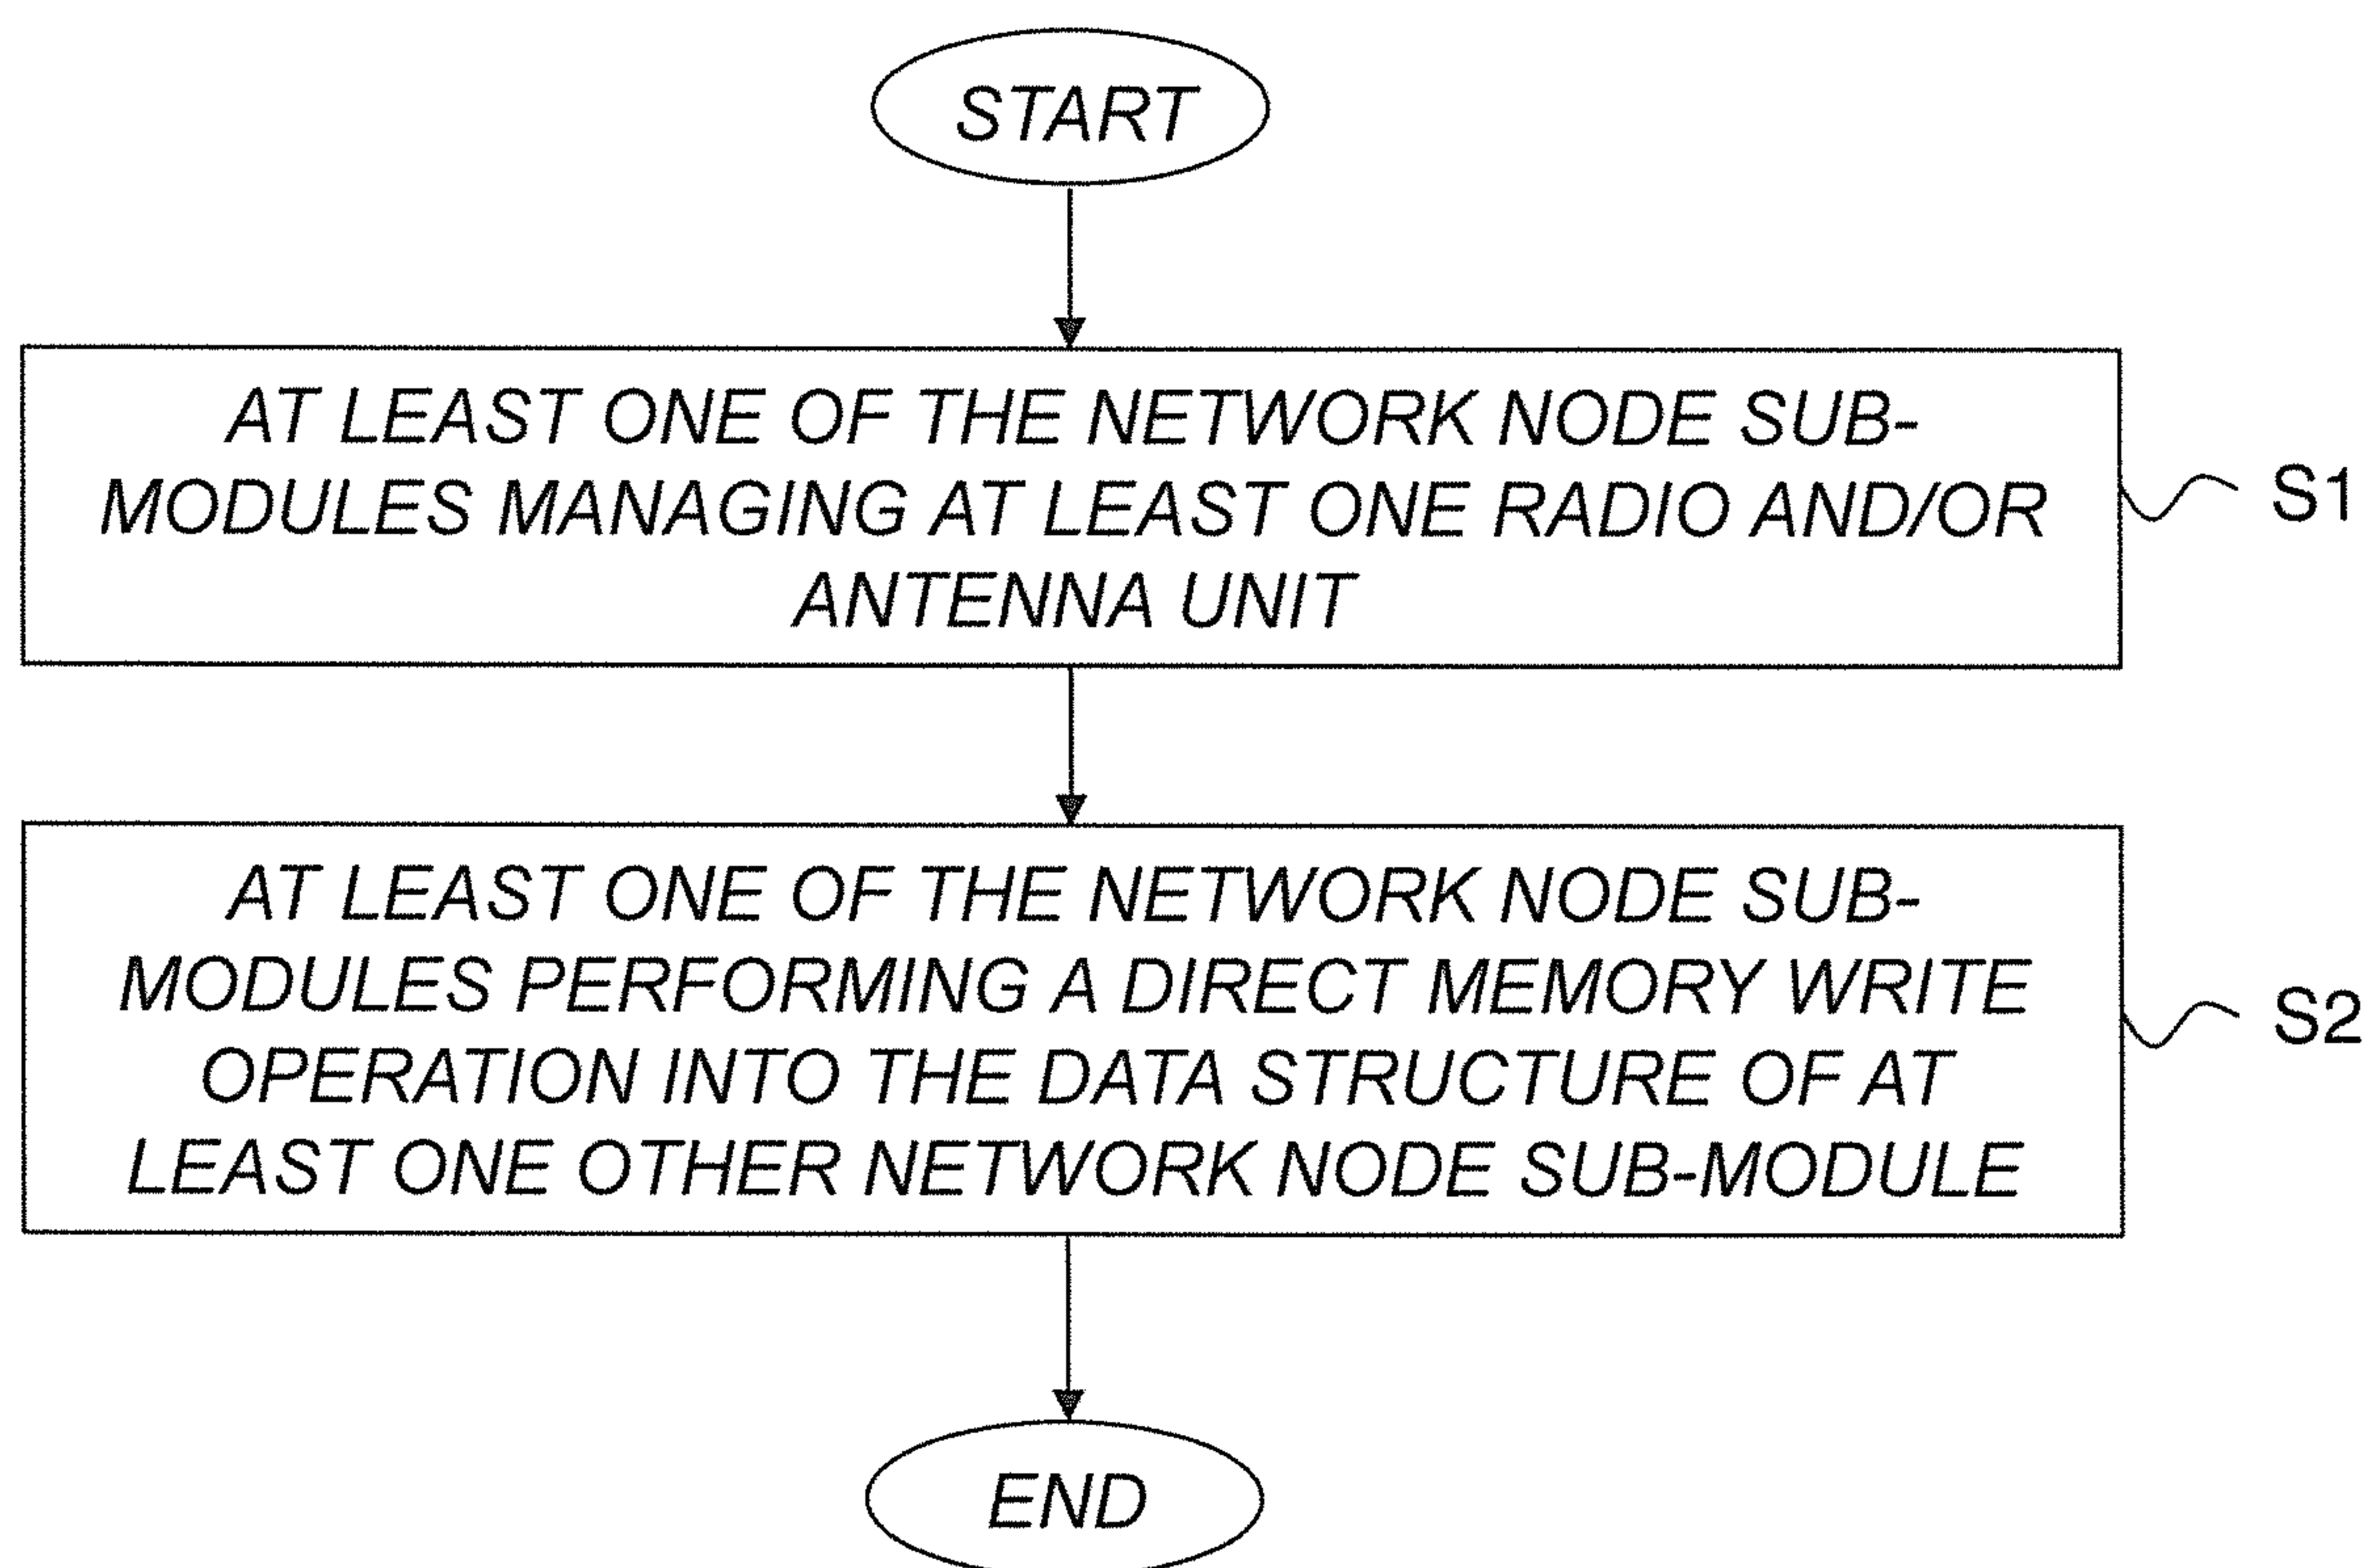 START
AT LEAST ONE OF THE NETWORK NODE SUB-
MODULES MANAGING AT LEAST ONE RADIO AND/OR
ANTENNA UNIT
S1
AT LEAST ONE OF THE NETWORK NODE SUB-
MODULES PERFORMING A DIRECT MEMORY WRITE
OPERATION INTO THE DATA STRUCTURE OF AT
LEAST ONE OTHER NETWORK NODE SUB-MODULE
S2
END